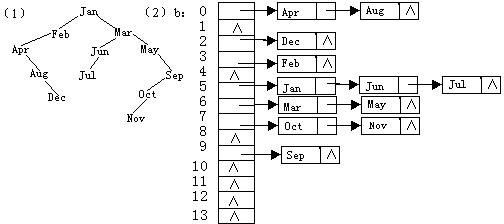 (1)
Jan
Feb Mar
Apr Jun May
Aug Jul Sep
Dec Oct
Nov
(2) b:
0 Apr Aug ∧
1 ∧
2 Dec ∧
3 Feb ∧
4 ∧
5 Jan Jun Jul ∧
6 Mar May ∧
7 Oct Nov ∧
8 ∧
9 Sep ∧
10 ∧
11 ∧
12 ∧
13 ∧